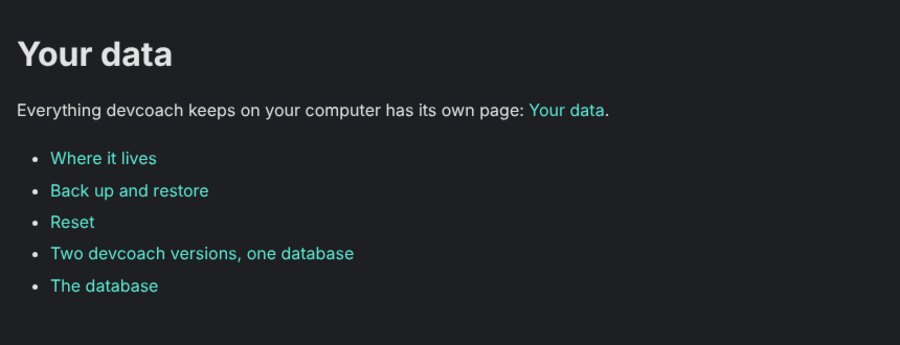 Your data
Everything devcoach keeps on your computer has its own page: Your data.
Where it lives
Back up and restore
Reset
Two devcoach versions, one database
The database